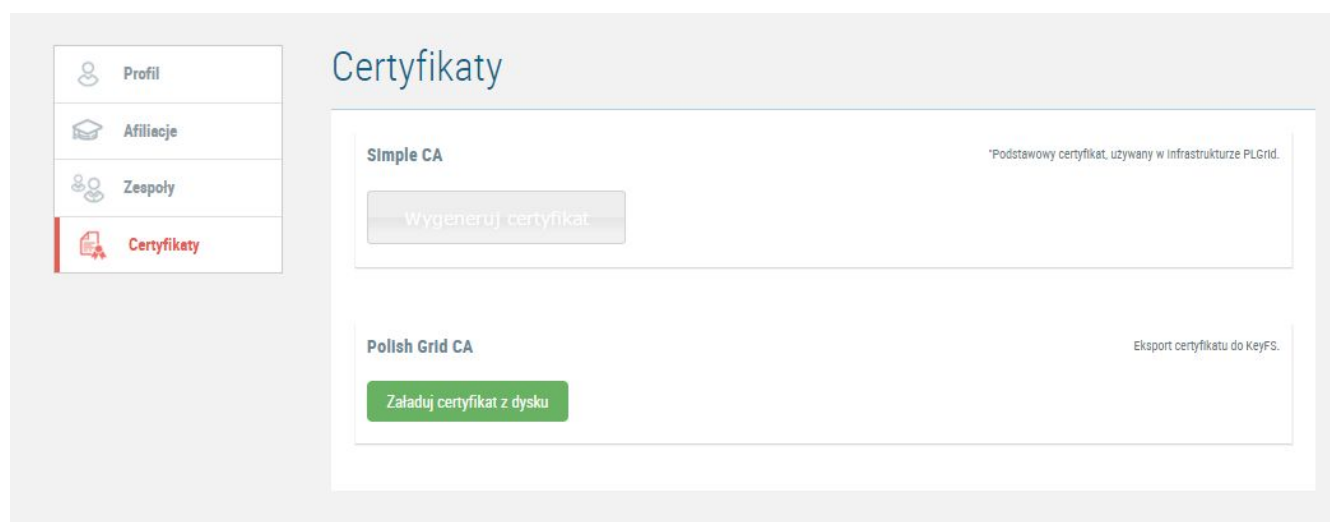 Profil
Afiliacje
Zespoły
Certyfikaty
Certyfikaty
Simple CA
*Podstawowy certyfikat, używany w infrastrukturze PLGrid.
Wygeneruj certyfikat
Polish Grid CA
Eksport certyfikatu do KeyFS.
Załaduj certyfikat z dysku